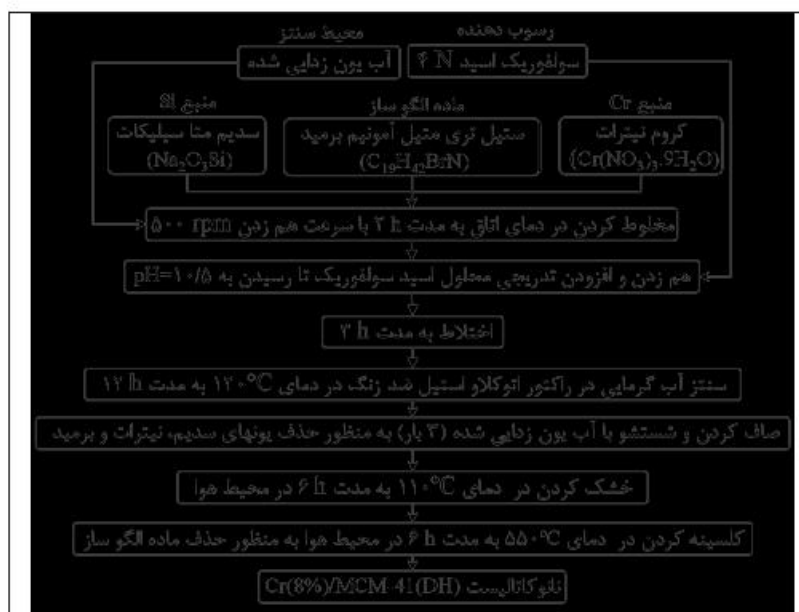 رسوب دهنده
سولفوریک اسید ۴ N
محیط سنتز
آب یون زدایی شده
منبع Cr
کروم نیترات
(Cr(NO3)3.9H2O)
ماده الگو ساز
ستیل تری متیل آمونیم برمید
(C19H42BrN)
منبع Si
سدیم متا سیلیکات
(Na2O3Si)
مخلوط کردن در دمای اتاق به مدت h ۲ با سرعت هم زدن rpm ۵۰۰
هم زدن و افزودن تدریجی محلول اسید سولفوریک تا رسیدن به pH=۱۰/۵
اختلاط به مدت h ۳
سنتز آب گرمایی در راکتور اتوکلاو استیل ضد زنگ در دمای ۱۲۰°C به مدت h ۱۲
صاف کردن و شستشو با آب یون زدایی شده (۳ بار) به منظور حذف یونهای سدیم، نیترات و برمید
خشک کردن در دمای ۱۱۰°C به مدت h ۶ در محیط هوا
کلسینه کردن در دمای ۵۵۰°C به مدت h ۶ در محیط هوا به منظور حذف ماده الگو ساز
نانوکاتالیست Cr(8%)/MCM-41(DH)